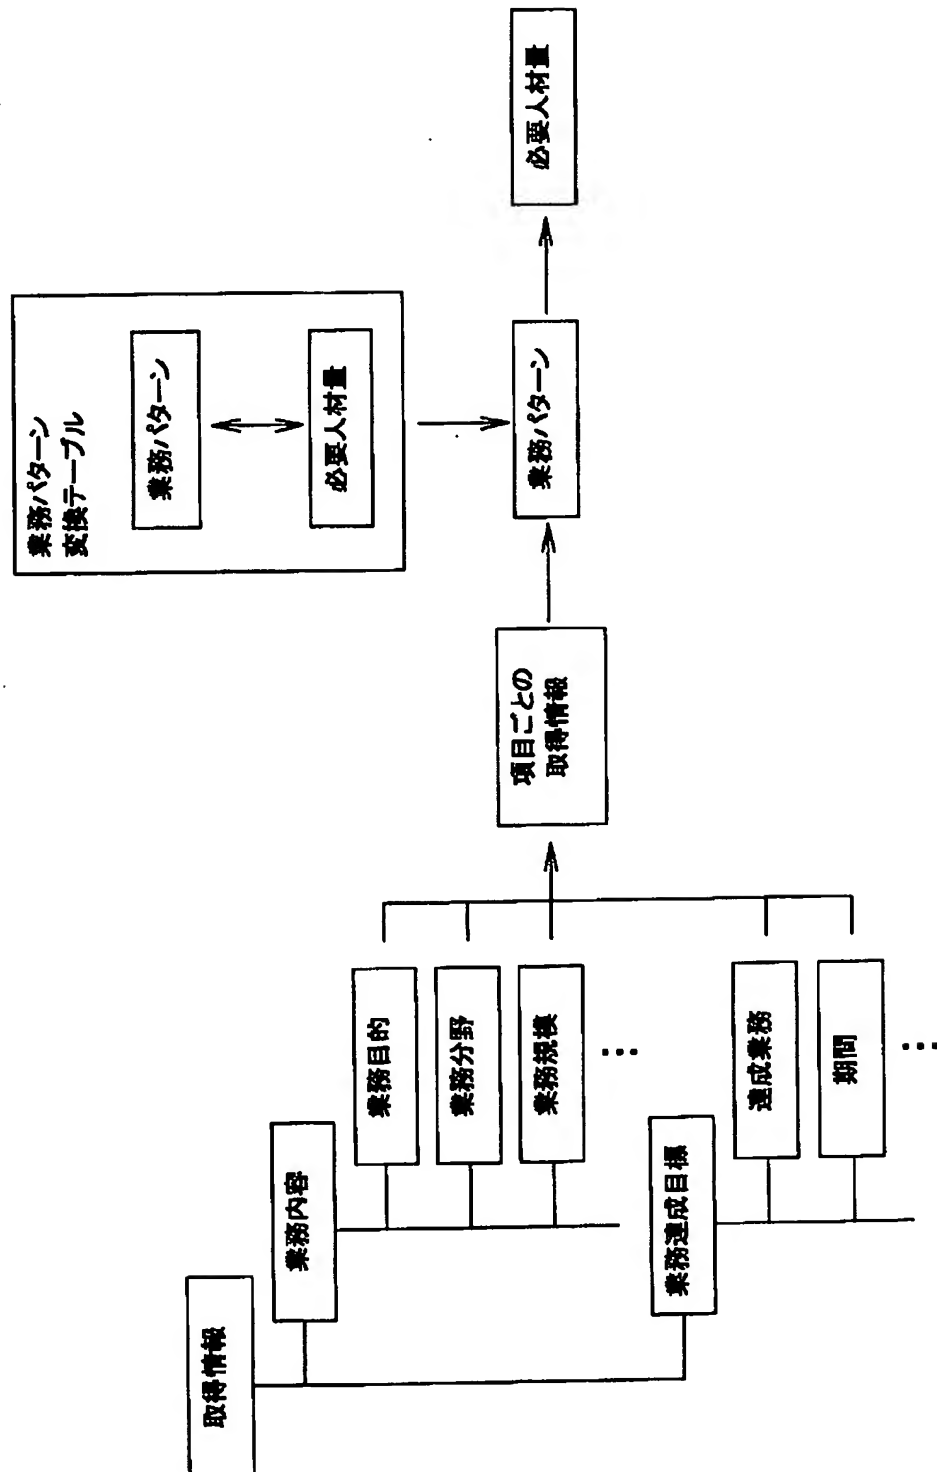 取得情報
業務内容
業務目的
業務分野
業務規模
…
業務達成目標
達成業務
期間
…
項目ごとの
取得情報
業務パターン
変換テーブル
業務パターン
必要人材量
業務パターン
必要人材量